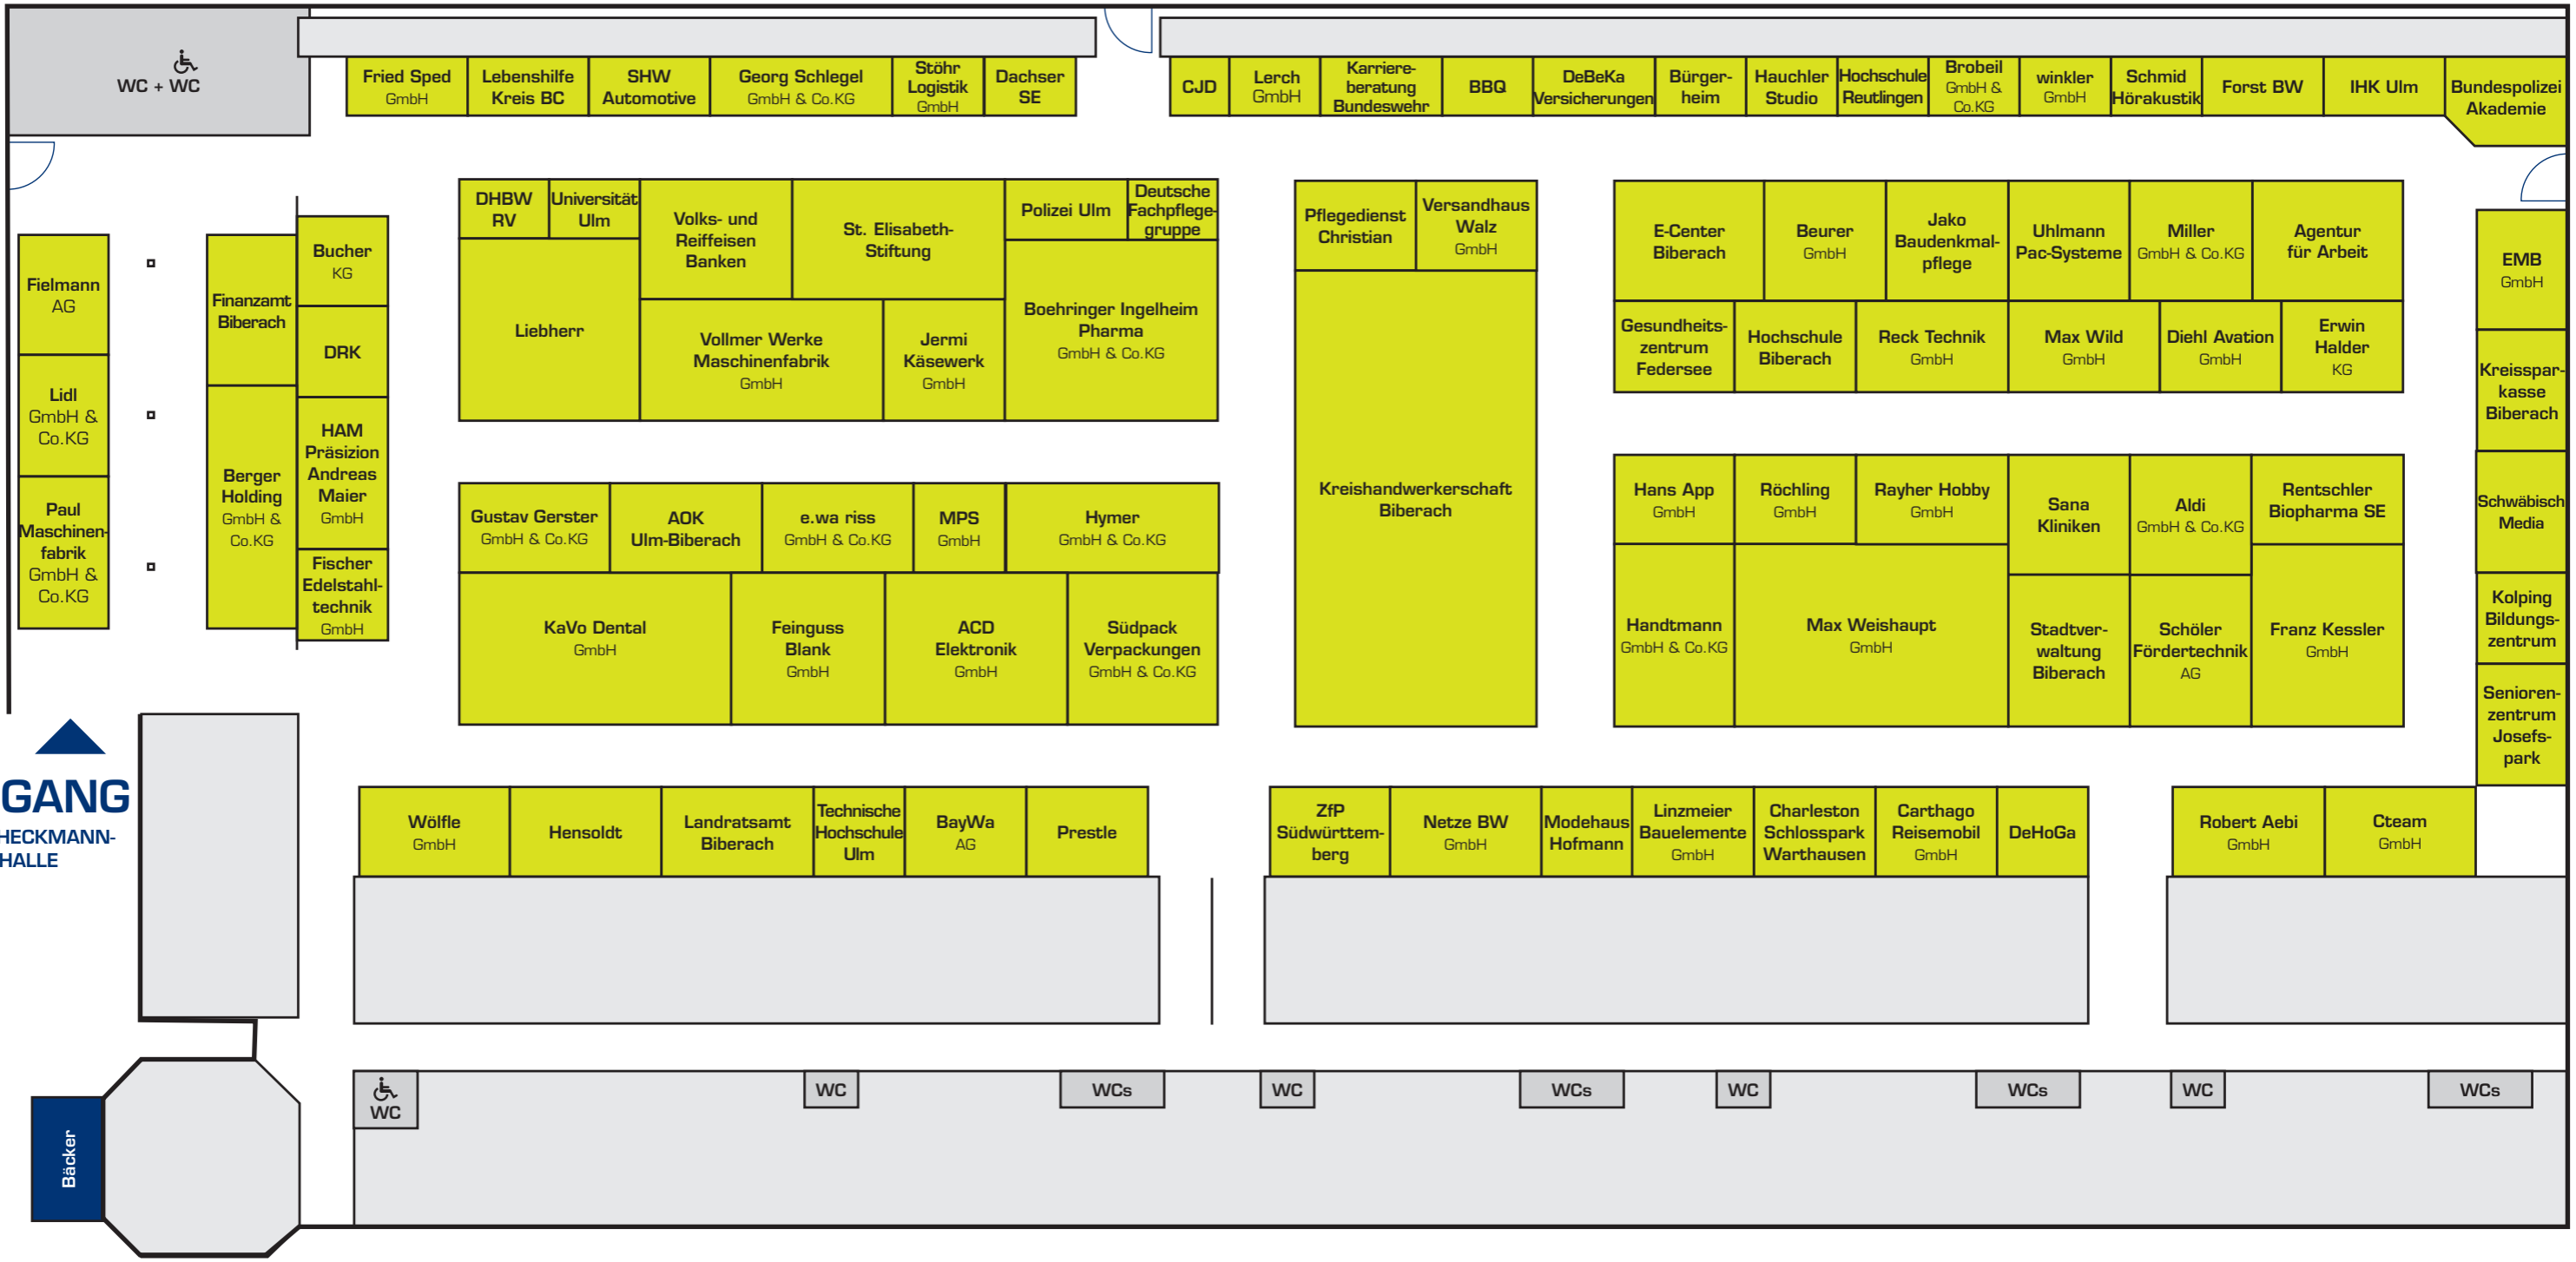 WC + WC
Fried Sped
GmbH
Lebenshilfe
Kreis BC
SHW
Automotive
Georg Schlegel
GmbH & Co.KG
Stöhr
Logistik
GmbH
Dachser
SE
CJD
Lerch
GmbH
Karriere-
beratung
Bundeswehr
BBQ
DeBeKa
Versicherungen
Bürger-
heim
Hauchler
Studio
Hochschule
Reutlingen
Brobeil
GmbH &
Co.KG
winkler
GmbH
Schmid
Hörakustik
Forst BW
IHK Ulm
Bundespolizei
Akademie
Fielmann
AG
Lidl
GmbH &
Co.KG
Paul
Maschinen-
fabrik
GmbH &
Co.KG
Finanzamt
Biberach
Berger
Holding
GmbH &
Co.KG
Bucher
KG
DRK
HAM
Präsizion
Andreas
Maier
GmbH
Fischer
Edelstahl-
technik
GmbH
DHBW
RV
Universität
Ulm
Volks- und
Reiffeisen
Banken
St. Elisabeth-
Stiftung
Polizei Ulm
Deutsche
Fachpflege-
gruppe
Liebherr
Vollmer Werke
Maschinenfabrik
GmbH
Jermi
Käsewerk
GmbH
Boehringer Ingelheim
Pharma
GmbH & Co.KG
Gustav Gerster
GmbH & Co.KG
AOK
Ulm-Biberach
e.wa riss
GmbH & Co.KG
MPS
GmbH
Hymer
GmbH & Co.KG
KaVo Dental
GmbH
Feinguss
Blank
GmbH
ACD
Elektronik
GmbH
Südpack
Verpackungen
GmbH & Co.KG
Pflegedienst
Christian
Versandhaus
Walz
GmbH
Kreishandwerkerschaft
Biberach
E-Center
Biberach
Beurer
GmbH
Jako
Baudenkmal-
pflege
Uhlmann
Pac-Systeme
Miller
GmbH & Co.KG
Agentur
für Arbeit
Gesundheits-
zentrum
Federsee
Hochschule
Biberach
Reck Technik
GmbH
Max Wild
GmbH
Diehl Avation
GmbH
Erwin
Halder
KG
Hans App
GmbH
Röchling
GmbH
Rayher Hobby
GmbH
Sana
Kliniken
Aldi
GmbH & Co.KG
Rentschler
Biopharma SE
Handtmann
GmbH & Co.KG
Max Weishaupt
GmbH
Stadtver-
waltung
Biberach
Schöler
Fördertechnik
AG
Franz Kessler
GmbH
EMB
GmbH
Kreisspar-
kasse
Biberach
Schwäbisch
Media
Kolping
Bildungs-
zentrum
Senioren-
zentrum
Josefs-
park
GANG
HECKMANN-
HALLE
Wölfle
GmbH
Hensoldt
Landratsamt
Biberach
Technische
Hochschule
Ulm
BayWa
AG
Prestle
ZfP
Südwürttem-
berg
Netze BW
GmbH
Modehaus
Hofmann
Linzmeier
Bauelemente
GmbH
Charleston
Schlosspark
Warthausen
Carthago
Reisemobil
GmbH
DeHoGa
Robert Aebi
GmbH
Cteam
GmbH
WC
WC
WCs
WC
WCs
WC
WCs
WC
WCs
Bäcker